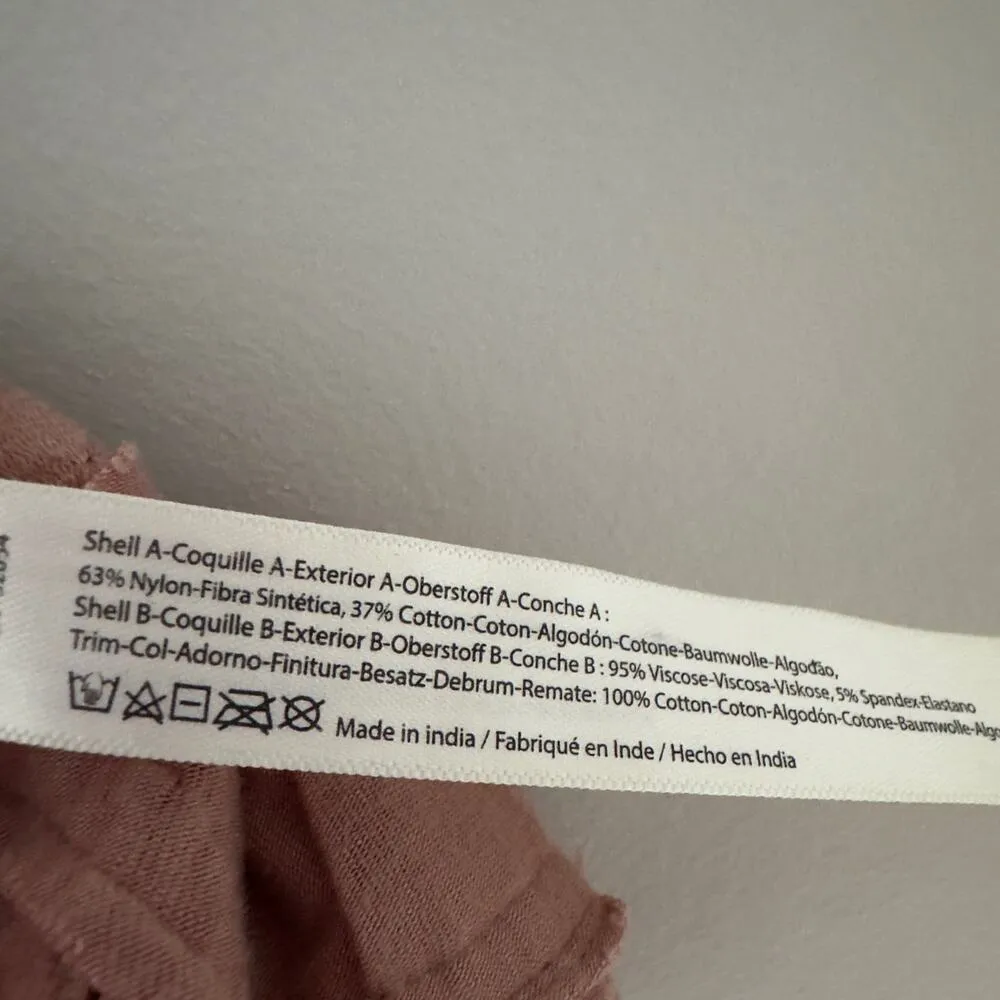 Shell A-Coquille A-Exterior A-Oberstoff A-Conche A :
63% Nylon-Fibra Sintética, 37% Cotton-Coton-Algodón-Cotone-Baumwolle-Algodão,
Shell B-Coquille B-Exterior B-Oberstoff B-Conche B : 95% Viscose-Viscosa-Viskose, 5% Spandex-Elastano
Trim-Col-Adorno-Finitura-Besatz-Debrum-Remate: 100% Cotton-Coton-Algodón-Cotone-Baumwolle-Algo
Made in india / Fabriqué en Inde / Hecho en India